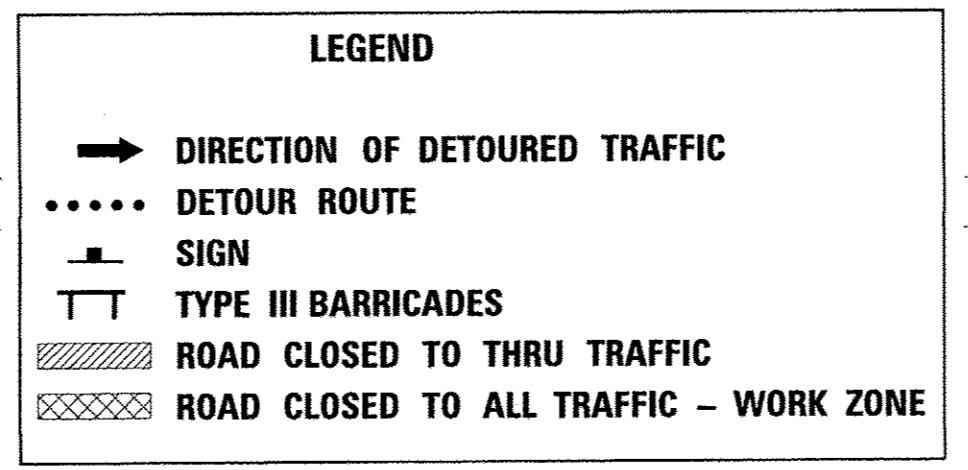 LEGEND
DIRECTION OF DETOURED TRAFFIC
DETOUR ROUTE
SIGN
TYPE III BARRICADES
ROAD CLOSED TO THRU TRAFFIC
ROAD CLOSED TO ALL TRAFFIC – WORK ZONE